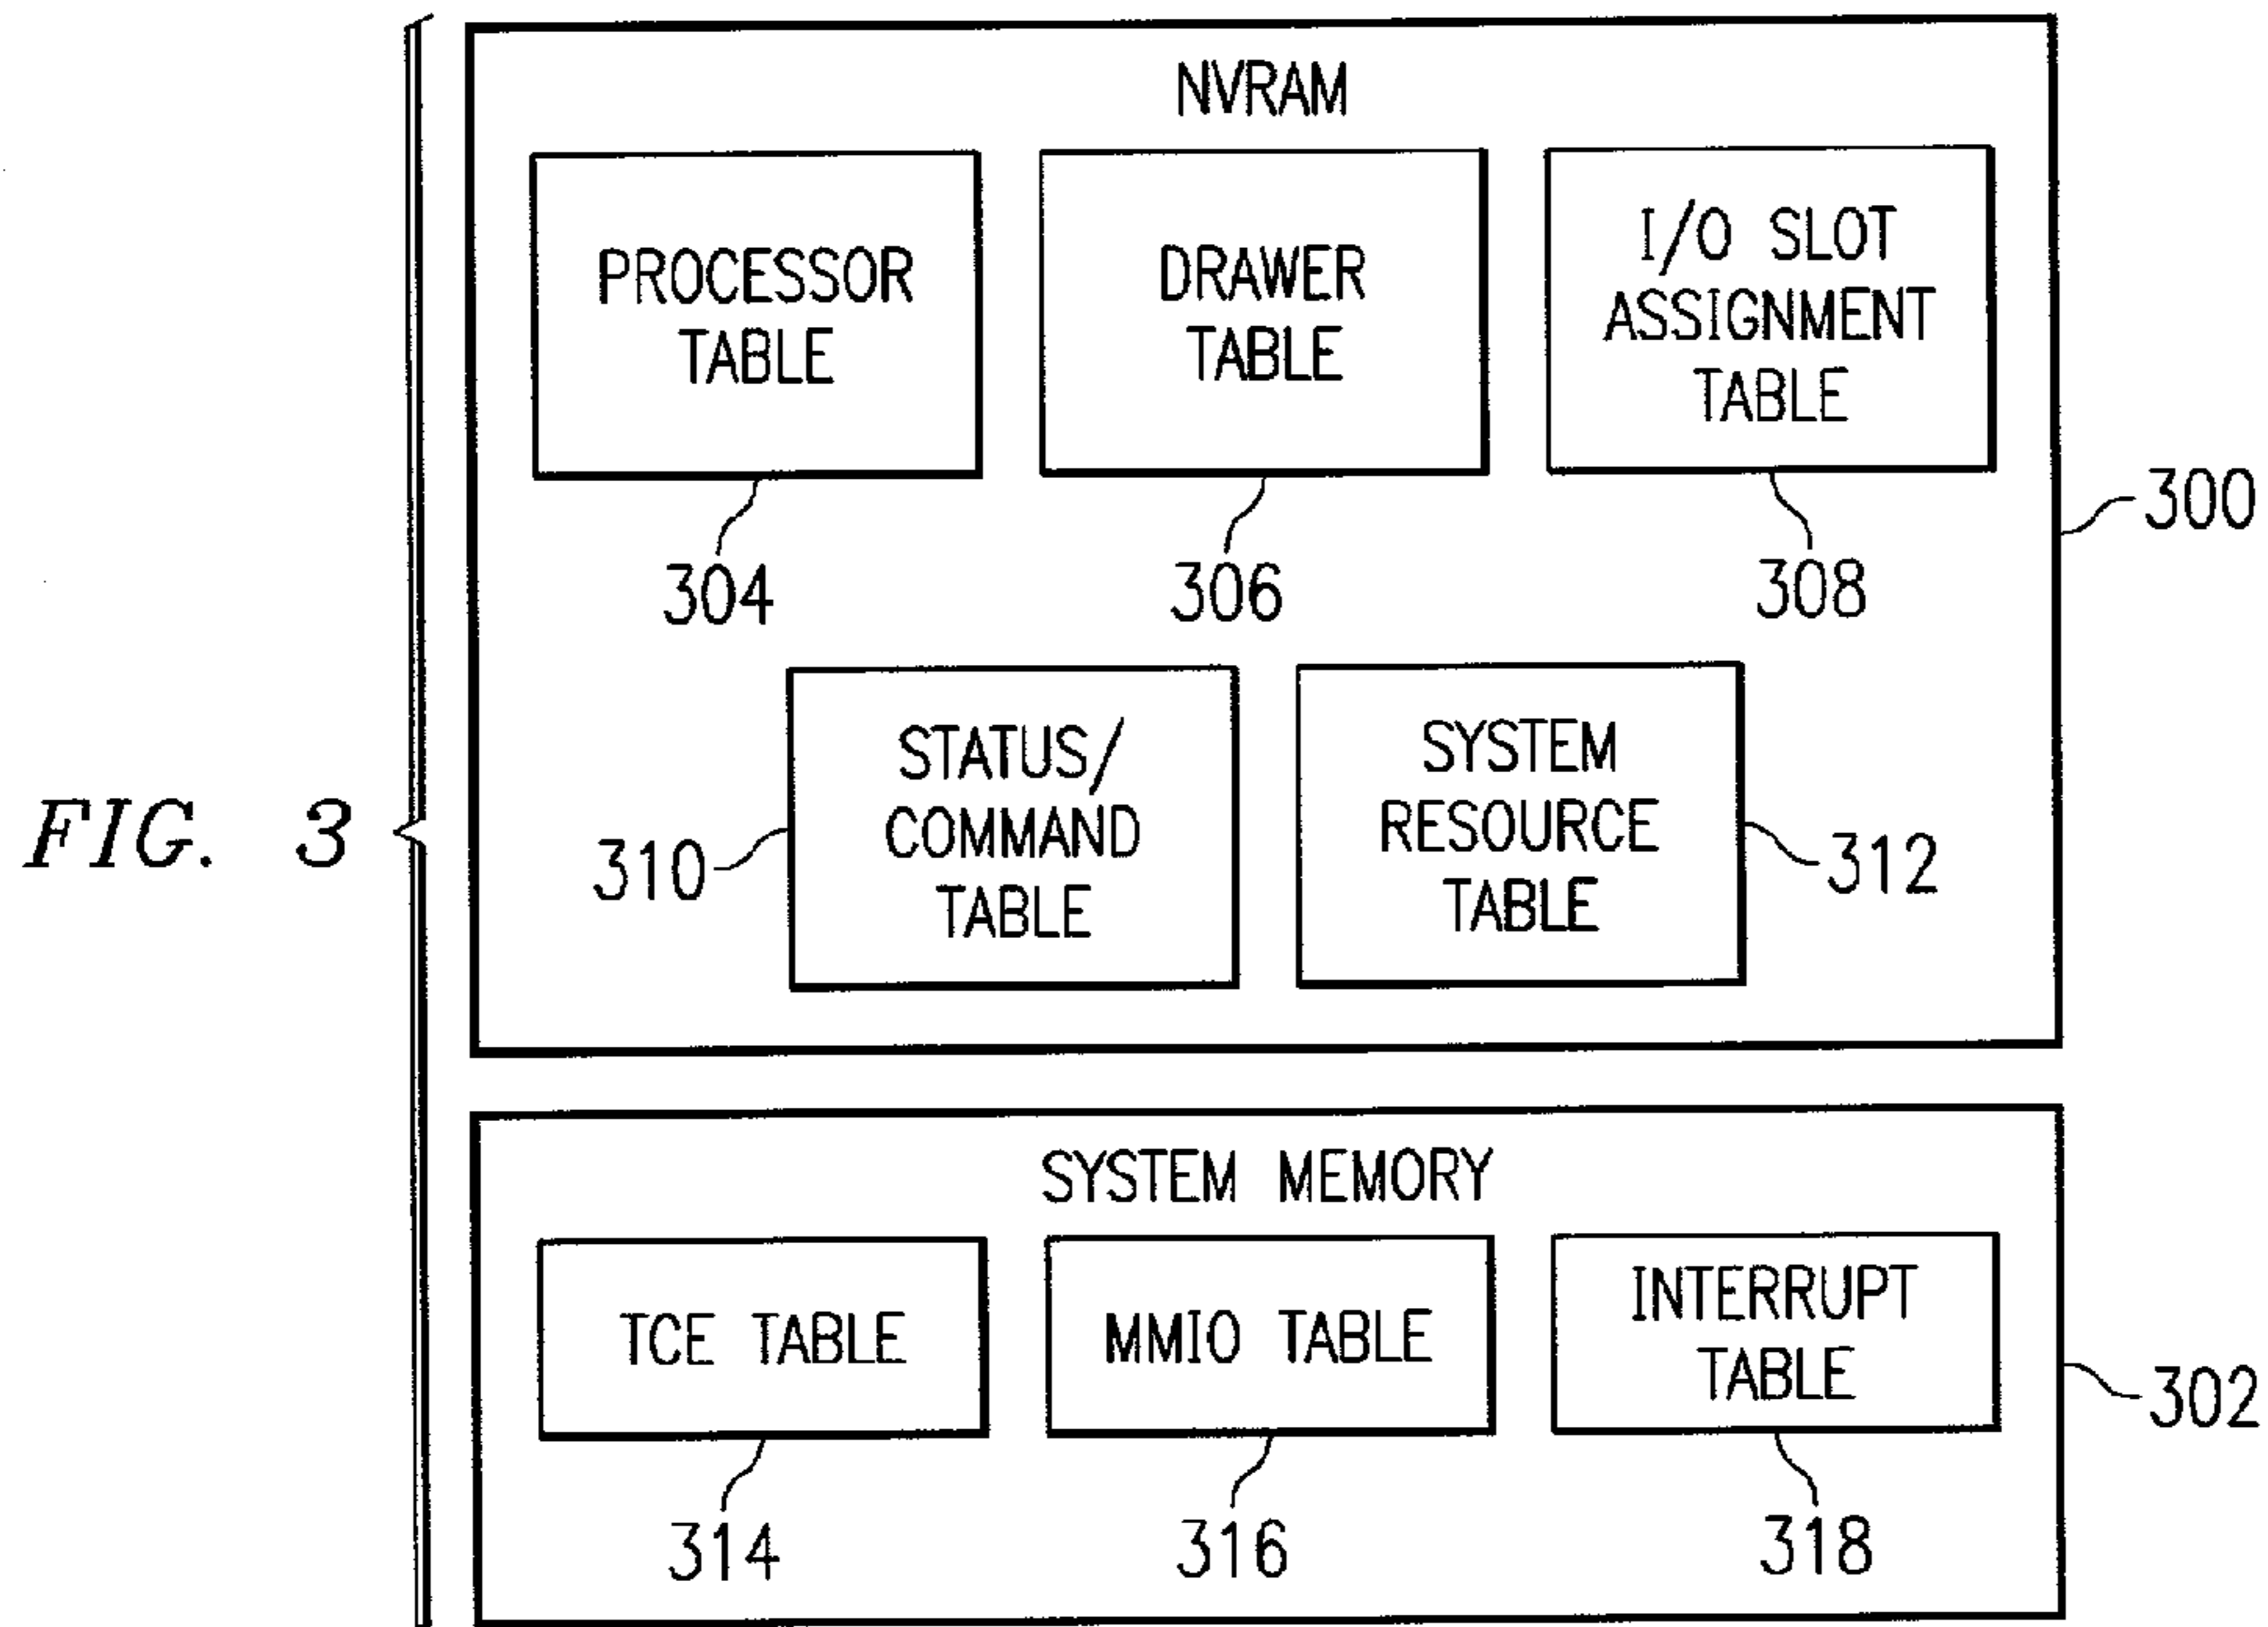 NVRAM
PROCESSOR
TABLE
304
DRAWER
TABLE
306
I/O SLOT
ASSIGNMENT
TABLE
308
300
STATUS/
COMMAND
TABLE
310
SYSTEM
RESOURCE
TABLE
312
FIG. 3
SYSTEM MEMORY
TCE TABLE
314
MMIO TABLE
316
INTERRUPT
TABLE
318
302